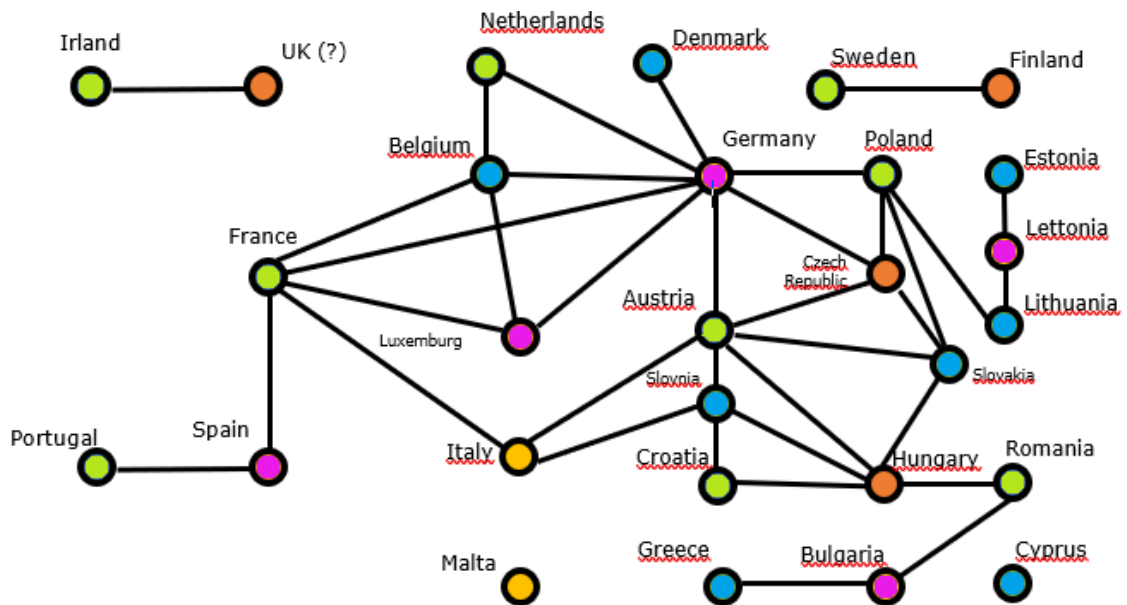 Netherlands
Irland
UK (?)
Denmark
Sweden
Finland
Belgium
Germany
Poland
Estonia
France
Lettonia
Czech
Republic
Austria
Lithuania
Luxemburg
Slovnia
Slovakia
Portugal
Spain
Italy
Croatia
Hungary
Romania
Malta
Greece
Bulgaria
Cyprus